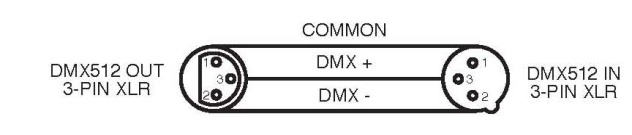 COMMON
DMX512 OUT
3-PIN XLR
1
3
2
DMX +
DMX -
1
3
2
DMX512 IN
3-PIN XLR